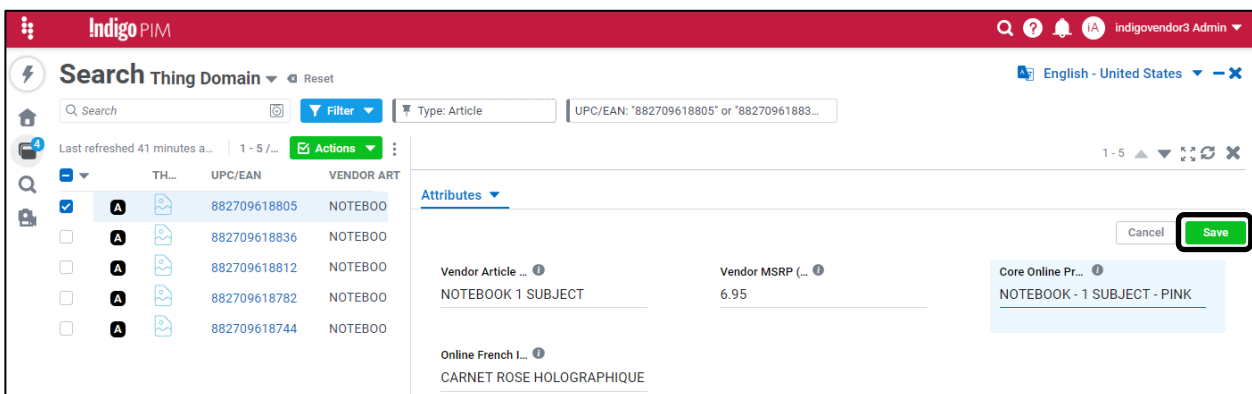 Indigo PIM
? iA indigovendor3 Admin
Search Thing Domain Reset
English - United States
Search Filter Type: Article UPC/EAN: "882709618805" or "88270961883...
4
Last refreshed 41 minutes a... 1 - 5 /... Actions
1 - 5
TH... UPC/EAN VENDOR ART
Attributes
A 882709618805 NOTEBOO
A 882709618836 NOTEBOO
Cancel Save
A 882709618812 NOTEBOO
Vendor Article ... Vendor MSRP (... Core Online Pr...
A 882709618782 NOTEBOO
NOTEBOOK 1 SUBJECT 6.95 NOTEBOOK - 1 SUBJECT - PINK
A 882709618744 NOTEBOO
Online French I...
CARNET ROSE HOLOGRAPHIQUE